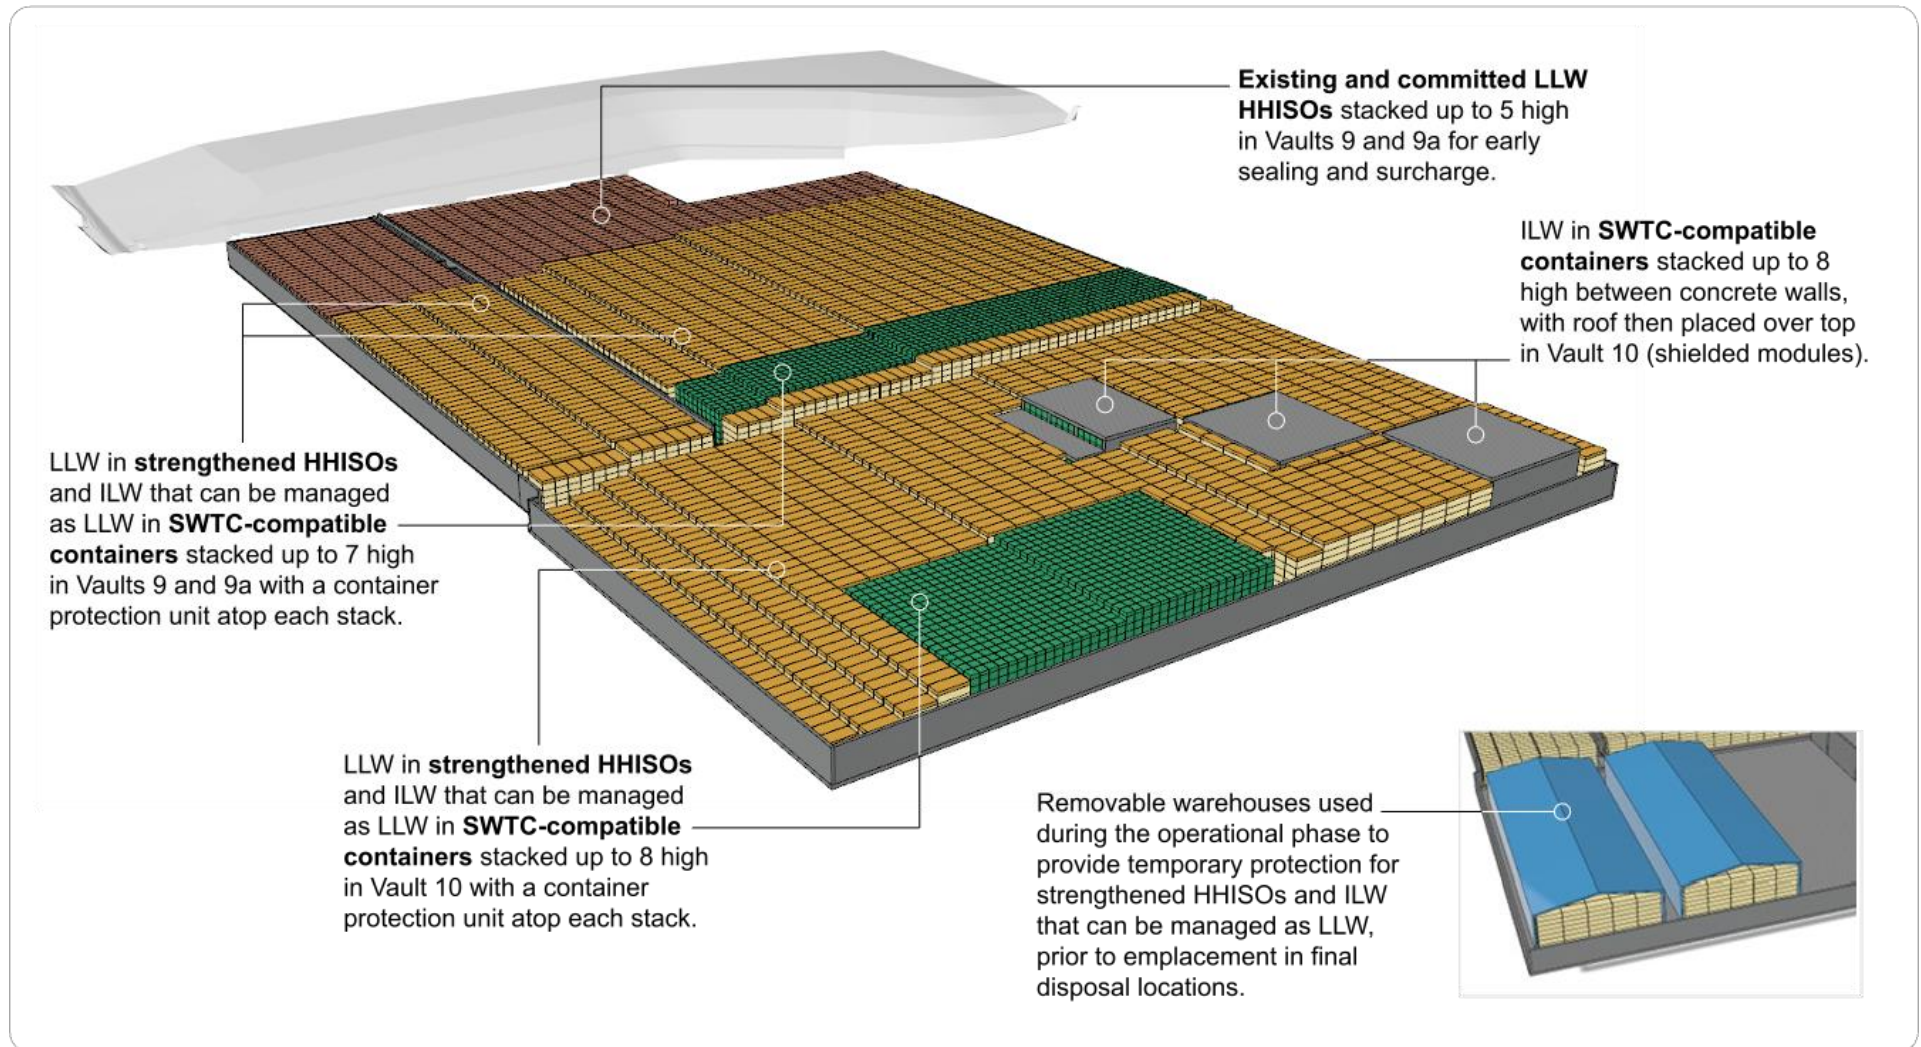 Existing and committed LLW
HHISOs stacked up to 5 high
in Vaults 9 and 9a for early
sealing and surcharge.
ILW in SWTC-compatible
containers stacked up to 8
high between concrete walls,
with roof then placed over top
in Vault 10 (shielded modules).
LLW in strengthened HHISOs
and ILW that can be managed
as LLW in SWTC-compatible
containers stacked up to 7 high
in Vaults 9 and 9a with a container
protection unit atop each stack.
LLW in strengthened HHISOs
and ILW that can be managed
as LLW in SWTC-compatible
containers stacked up to 8 high
in Vault 10 with a container
protection unit atop each stack.
Removable warehouses used
during the operational phase to
provide temporary protection for
strengthened HHISOs and ILW
that can be managed as LLW,
prior to emplacement in final
disposal locations.